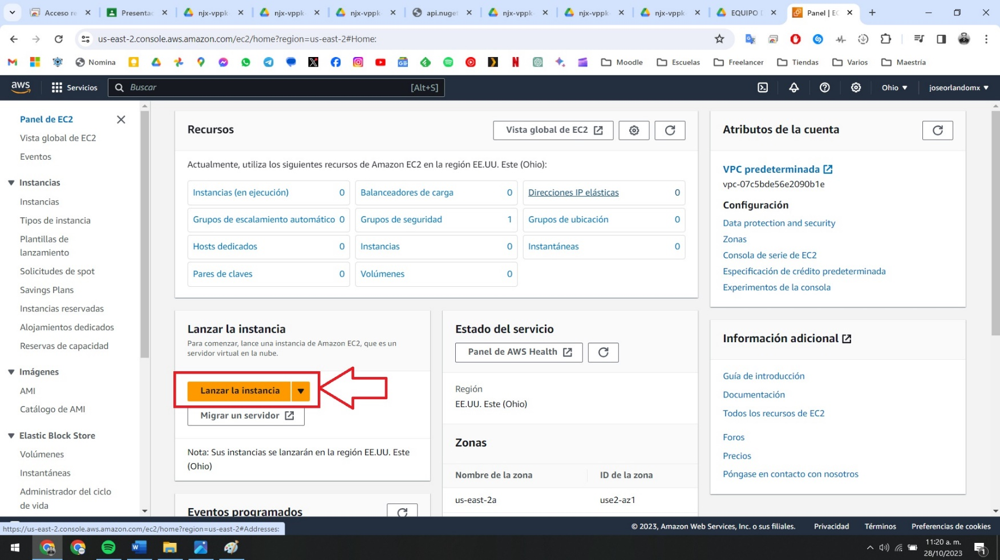 Acceso re
Presentac
njx-vppk-
njx-vppk-
njx-vppk-
api.nuget
njx-vppk-
njx-vppk-
njx-vppk-
EQUIPO
Panel | EC
us-east-2.console.aws.amazon.com/ec2/home?region=us-east-2#Home:
Nomina
Moodle
Escuelas
Freelancer
Tiendas
Varios
Maestría
aws
Servicios
Buscar
[Alt+S]
Ohio
joseorlandomx
Panel de EC2
Vista global de EC2
Eventos
Instancias
Instancias
Tipos de instancia
Plantillas de
lanzamiento
Solicitudes de spot
Savings Plans
Instancias reservadas
Alojamientos dedicados
Reservas de capacidad
Imágenes
AMI
Catálogo de AMI
Elastic Block Store
Volúmenes
Instantáneas
Administrador del ciclo
de vida
Recursos
Vista global de EC2
Actualmente, utiliza los siguientes recursos de Amazon EC2 en la región EE.UU. Este (Ohio):
Instancias (en ejecución) 0
Balanceadores de carga 0
Direcciones IP elásticas 0
Grupos de escalamiento automático 0
Grupos de seguridad 1
Grupos de ubicación 0
Hosts dedicados 0
Instancias 0
Instantáneas 0
Pares de claves 0
Volúmenes 0
Lanzar la instancia
Para comenzar, lance una instancia de Amazon EC2, que es un
servidor virtual en la nube.
Lanzar la instancia
Migrar un servidor
Nota: Sus instancias se lanzarán en la región EE.UU. Este
(Ohio)
Eventos programados
Estado del servicio
Panel de AWS Health
Región
EE.UU. Este (Ohio)
Zonas
Nombre de la zona
ID de la zona
us-east-2a
use2-az1
Atributos de la cuenta
VPC predeterminada
vpc-07c5bde56e2090b1e
Configuración
Data protection and security
Zonas
Consola de serie de EC2
Especificación de crédito predeterminada
Experimentos de la consola
Información adicional
Guía de introducción
Documentación
Todos los recursos de EC2
Foros
Precios
Póngase en contacto con nosotros
https://us-east-2.console.aws.amazon.com/ec2/home?region=us-east-2#Addresses:
© 2023, Amazon Web Services, Inc. o sus filiales.
Privacidad
Términos
Preferencias de cookies
11:20 a. m.
28/10/2023
1